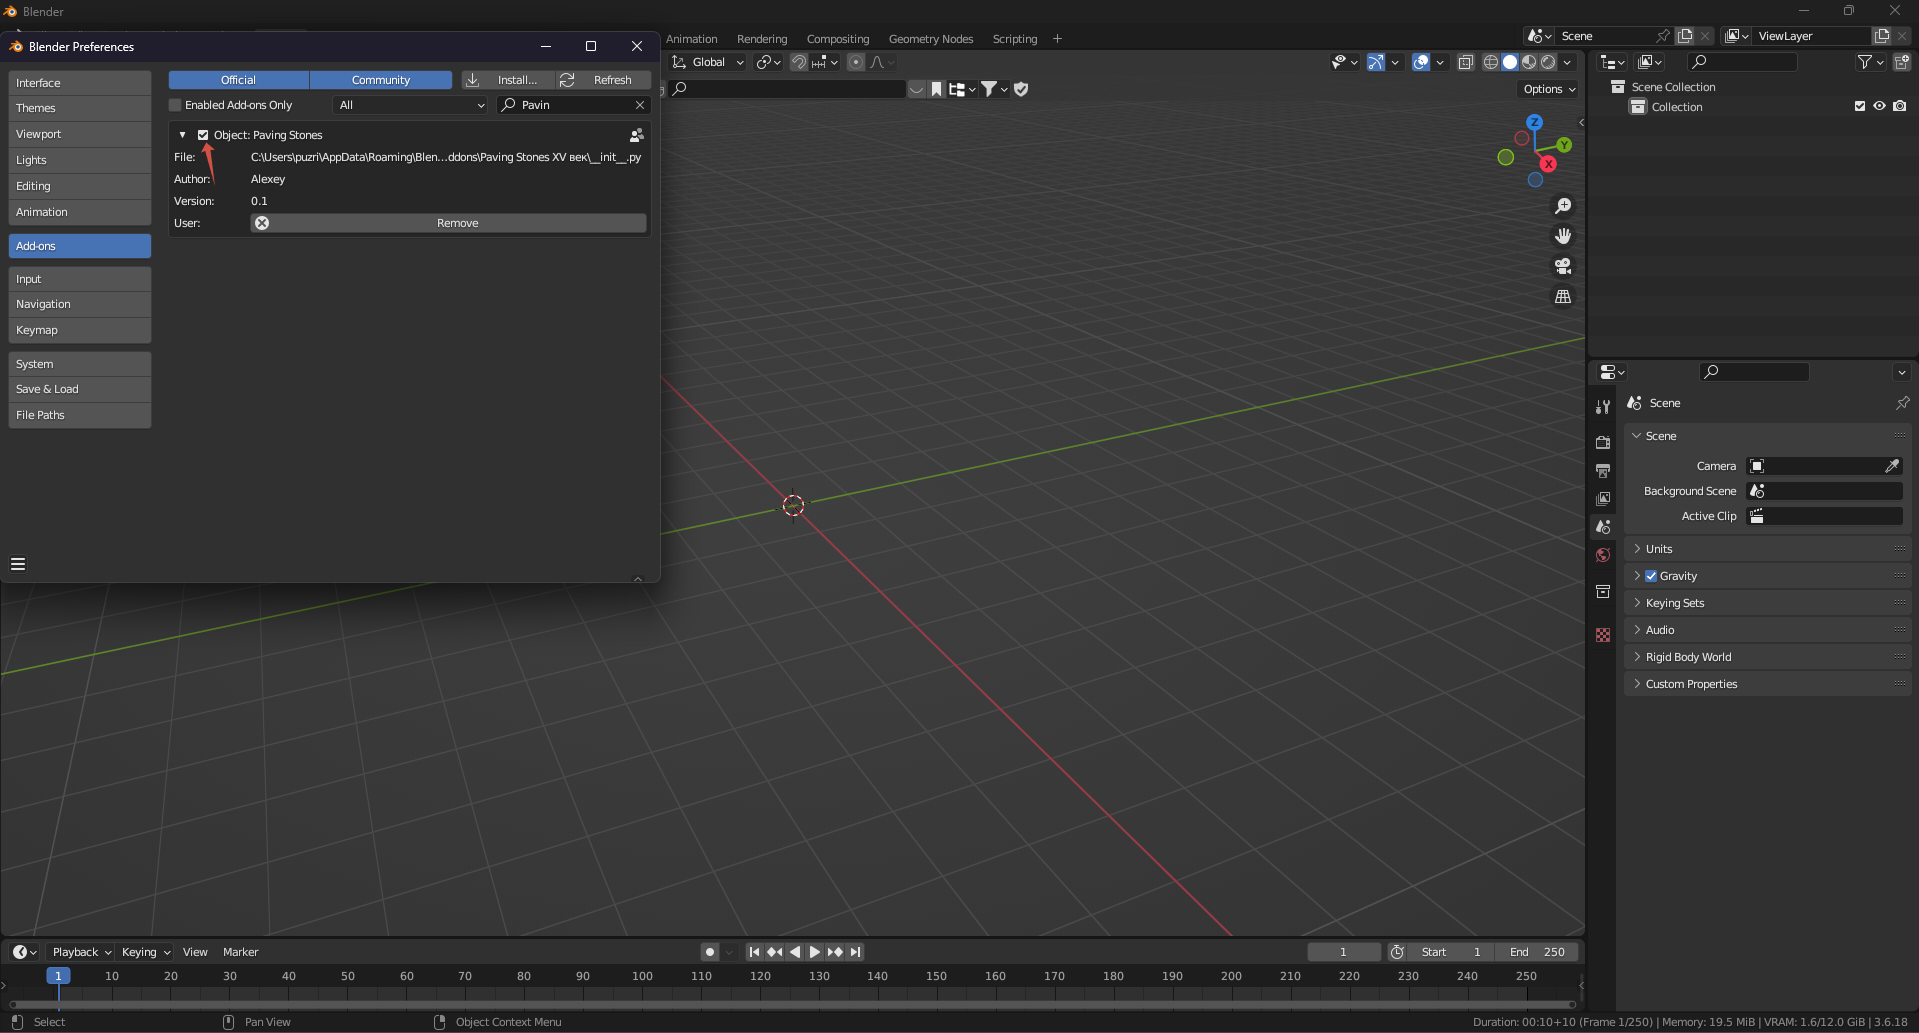 Blender
Blender Preferences
Animation
Rendering
Compositing
Geometry Nodes
Scripting
Scene
ViewLayer
Interface
Themes
Viewport
Lights
Editing
Animation
Add-ons
Input
Navigation
Keymap
System
Save & Load
File Paths
Official
Community
Install...
Refresh
Enabled Add-ons Only
All
Pavin
Object: Paving Stones
File: C:\Users\puzri\AppData\Roaming\Blen...ddons\Paving Stones XV век\__init__.py
Author: Alexey
Version: 0.1
User: Remove
Global
Options
Z
Y
X
Scene Collection
Collection
Scene
Scene
Camera
Background Scene
Active Clip
Units
Gravity
Keying Sets
Audio
Rigid Body World
Custom Properties
Playback
Keying
View
Marker
1
Start 1
End 250
1 10 20 30 40 50 60 70 80 90 100 110 120 130 140 150 160 170 180 190 200 210 220 230 240 250
Select
Pan View
Object Context Menu
Duration: 00:10+10 (Frame 1/250) | Memory: 19.5 MiB | VRAM: 1.6/12.0 GiB | 3.6.18